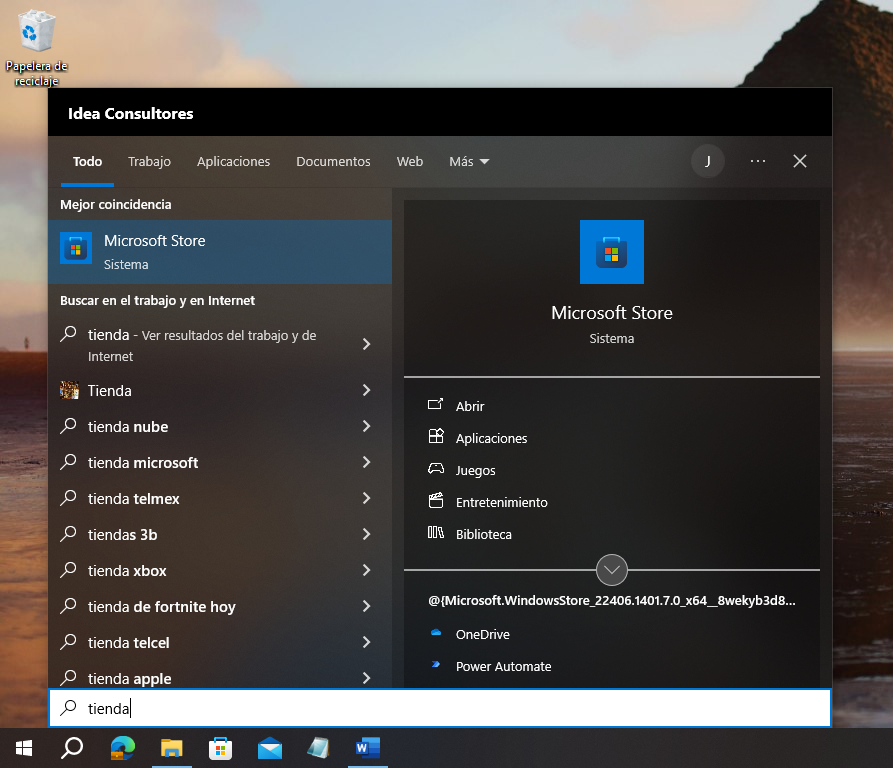 Papelera de
reciclaje
Idea Consultores
Todo
Trabajo
Aplicaciones
Documentos
Web
Más
J
Mejor coincidencia
Microsoft Store
Sistema
Buscar en el trabajo y en Internet
tienda - Ver resultados del trabajo y de
Internet
Tienda
tienda nube
tienda microsoft
tienda telmex
tiendas 3b
tienda xbox
tienda de fortnite hoy
tienda telcel
tienda apple
Microsoft Store
Sistema
Abrir
Aplicaciones
Juegos
Entretenimiento
Biblioteca
@{Microsoft.WindowsStore_22406.1401.7.0_x64__8wekyb3d8...
OneDrive
Power Automate
tienda